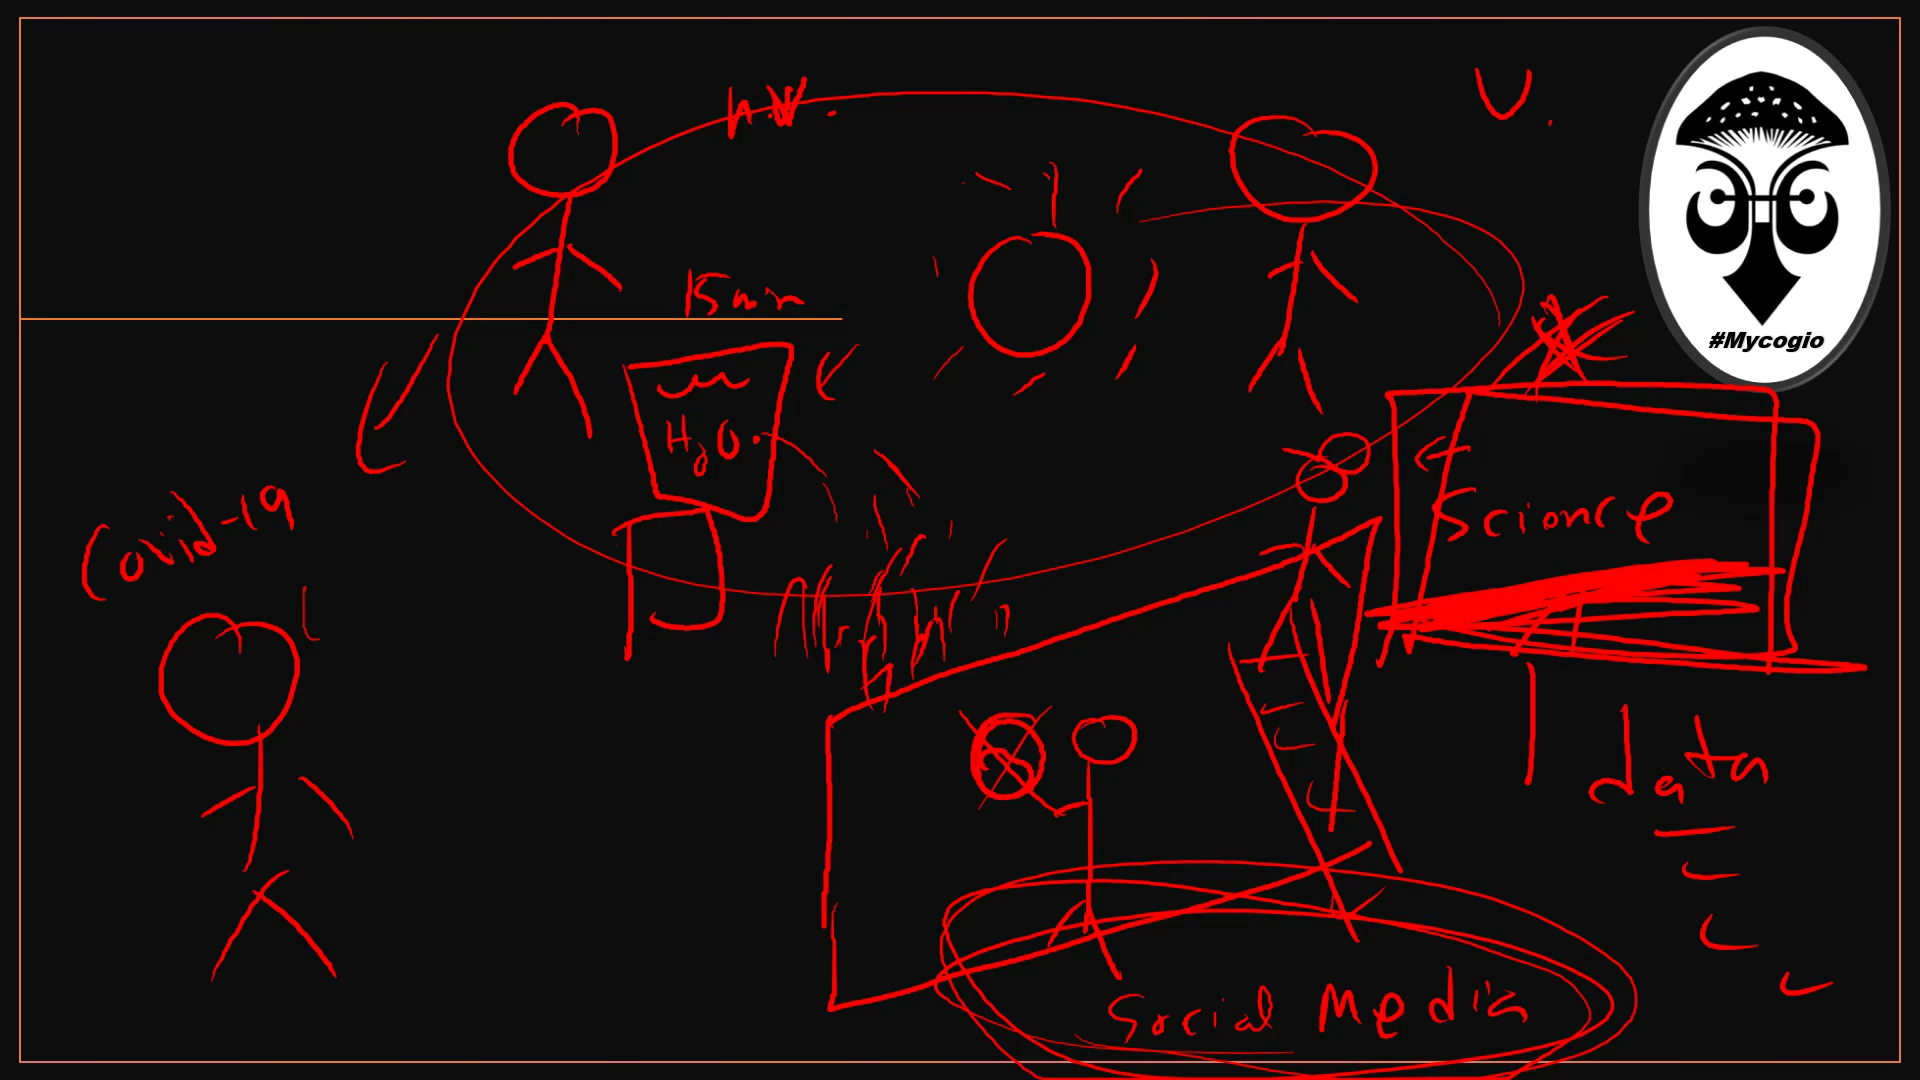 h.W.
V.
#Mycogio
15 min
H2O
Covid-19
Science
data
Social Media